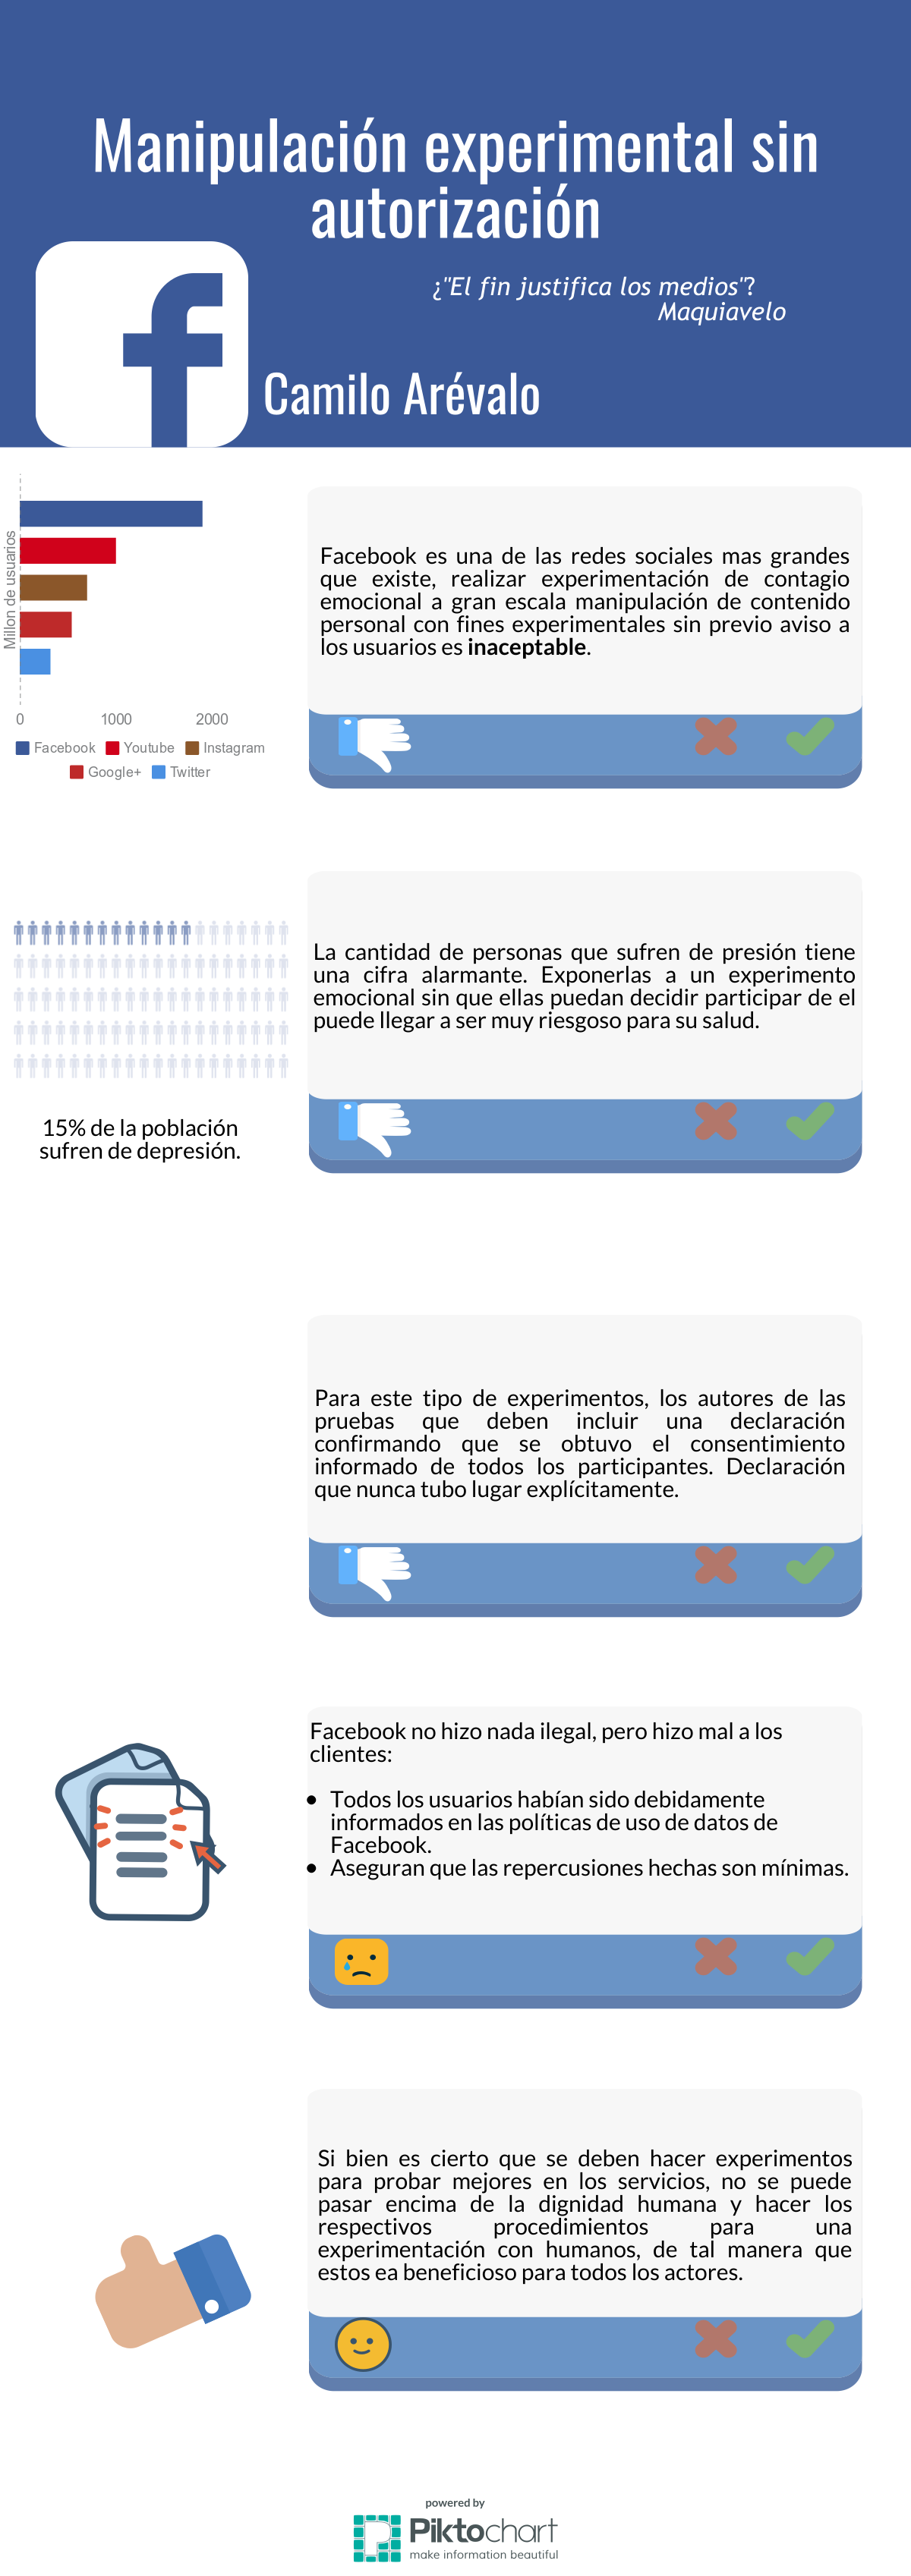 Manipulación experimental sin
autorización
¿"El fin justifica los medios"?
Maquiavelo
Camilo Arévalo
Millon de usuarios
0 1000 2000
Facebook Youtube Instagram
Google+ Twitter
Facebook es una de las redes sociales mas grandes
que existe, realizar experimentación de contagio
emocional a gran escala manipulación de contenido
personal con fines experimentales sin previo aviso a
los usuarios es inaceptable.
La cantidad de personas que sufren de presión tiene
una cifra alarmante. Exponerlas a un experimento
emocional sin que ellas puedan decidir participar de el
puede llegar a ser muy riesgoso para su salud.
15% de la población
sufren de depresión.
Para este tipo de experimentos, los autores de las
pruebas que deben incluir una declaración
confirmando que se obtuvo el consentimiento
informado de todos los participantes. Declaración
que nunca tubo lugar explícitamente.
Facebook no hizo nada ilegal, pero hizo mal a los
clientes:
• Todos los usuarios habían sido debidamente
informados en las políticas de uso de datos de
Facebook.
• Aseguran que las repercusiones hechas son mínimas.
Si bien es cierto que se deben hacer experimentos
para probar mejores en los servicios, no se puede
pasar encima de la dignidad humana y hacer los
respectivos procedimientos para una
experimentación con humanos, de tal manera que
estos ea beneficioso para todos los actores.
powered by
Piktochart
make information beautiful